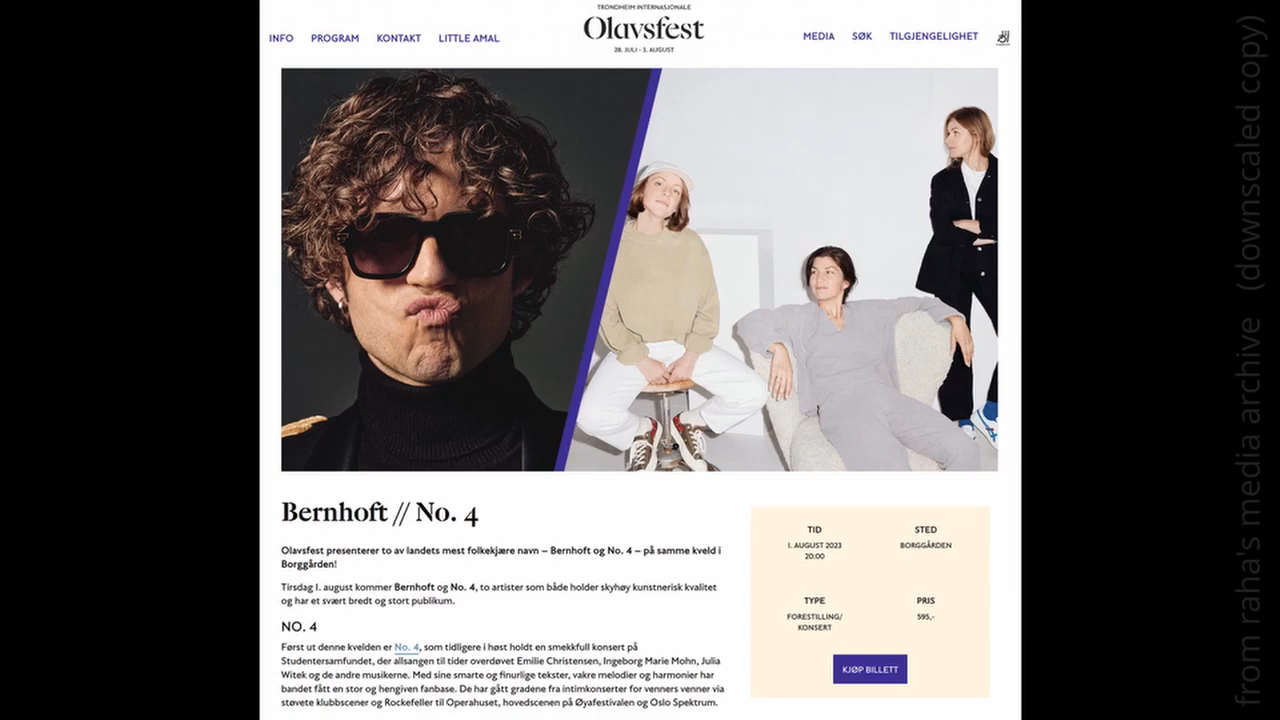 TRONDHEIM INTERNASJONALE
Olavsfest
28. JULI - 3. AUGUST
INFO PROGRAM KONTAKT LITTLE AMAL
MEDIA SØK TILGJENGELIGHET
Bernhoft // No. 4
Olavsfest presenterer to av landets mest folkekjære navn – Bernhoft og No. 4 – på samme kveld i
Borggården!
Tirsdag 1. august kommer Bernhoft og No. 4, to artister som både holder skyhøy kunstnerisk kvalitet
og har et svært bredt og stort publikum.
NO. 4
Først ut denne kvelden er No. 4, som tidligere i høst holdt en smekkfull konsert på
Studentersamfundet, der allsangen til tider overdøvet Emilie Christensen, Ingeborg Marie Mohn, Julia
Witek og de andre musikerne. Med sine smarte og finurlige tekster, vakre melodier og harmonier har
bandet fått en stor og hengiven fanbase. De har gått gradene fra intimkonserter for venners venner via
støvete klubbscener og Rockefeller til Operahuset, hovedscenen på Øyafestivalen og Oslo Spektrum.
TID
1. AUGUST 2023
20:00
STED
BORGGÅRDEN
TYPE
FORESTILLING/
KONSERT
PRIS
595,-
KJØP BILLETT
from raha's media archive (downscaled copy)